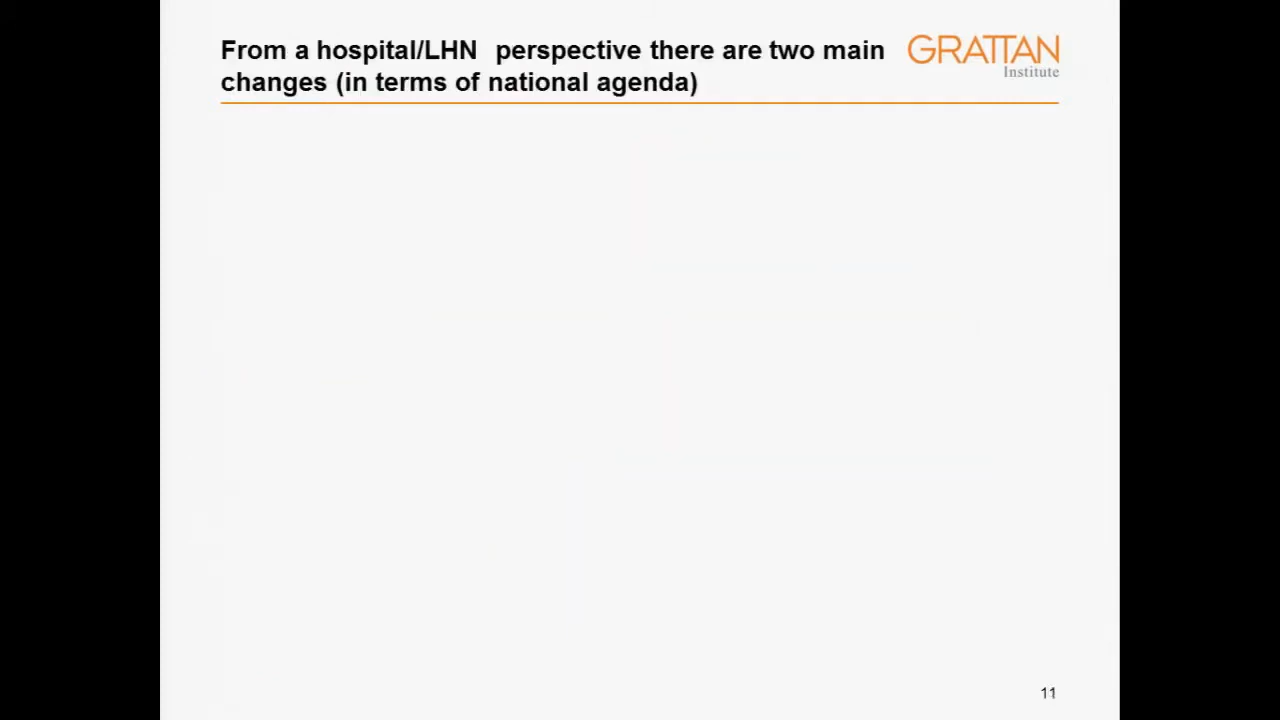 From a hospital/LHN perspective there are two main
changes (in terms of national agenda)
GRATTAN
Institute
11